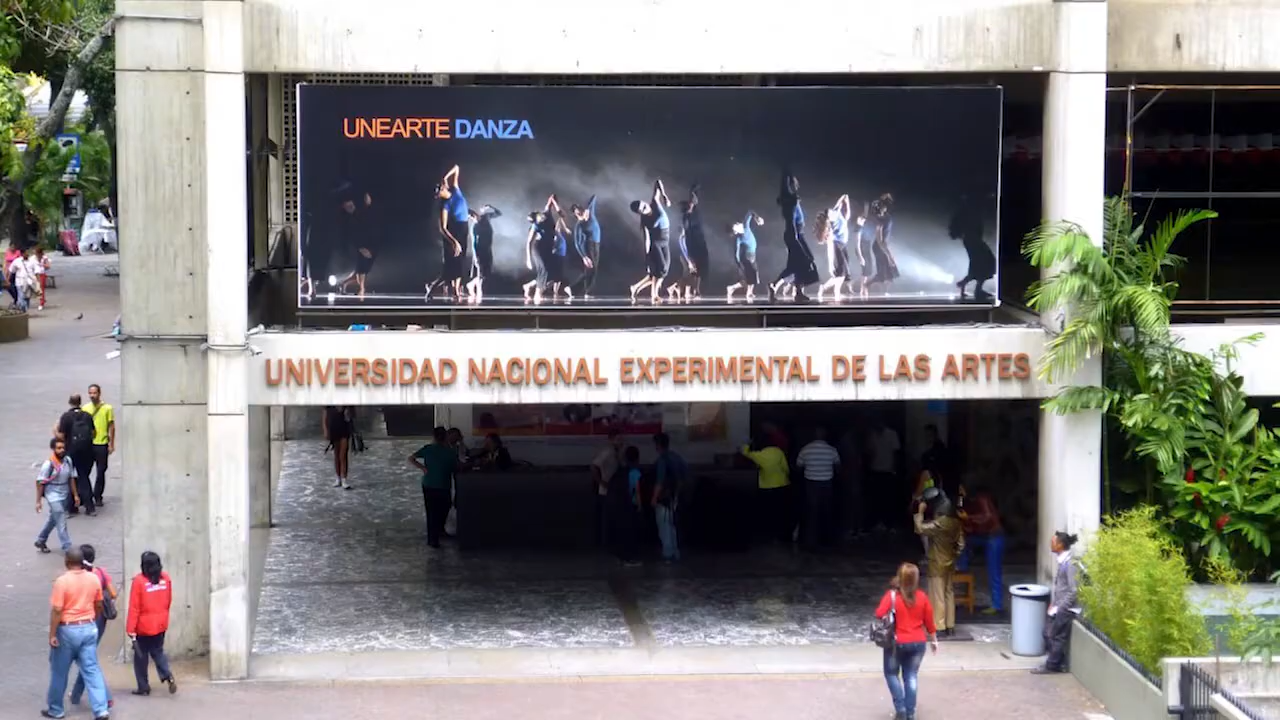 UNEARTE DANZA
UNIVERSIDAD NACIONAL EXPERIMENTAL DE LAS ARTES